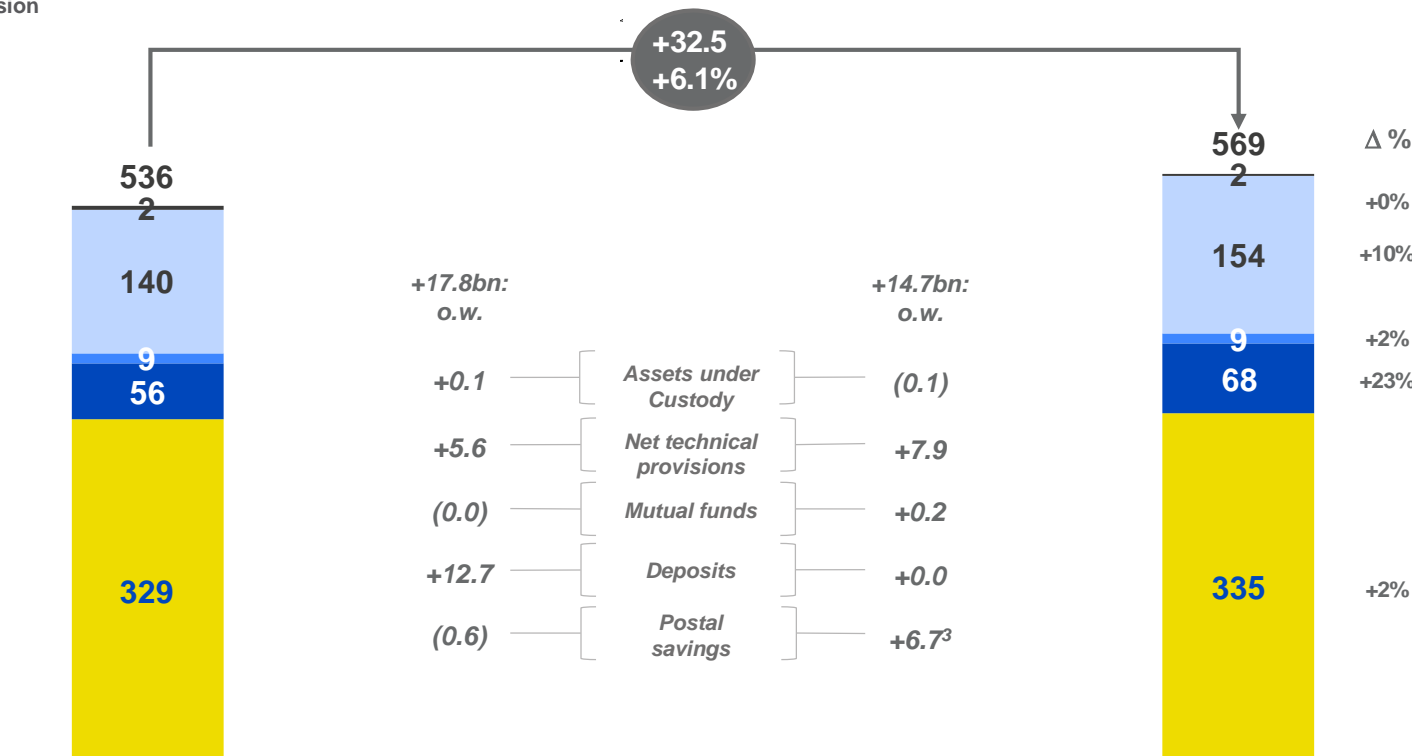 sion
+32.5
+6.1%
536
2
140
9
56
329
+17.8bn:
o.w.
+0.1
+5.6
(0.0)
+12.7
(0.6)
Assets under
Custody
Net technical
provisions
Mutual funds
Deposits
Postal
savings
+14.7bn:
o.w.
(0.1)
+7.9
+0.2
+0.0
+6.7³
569
2
154
9
68
335
Δ %
+0%
+10%
+2%
+23%
+2%